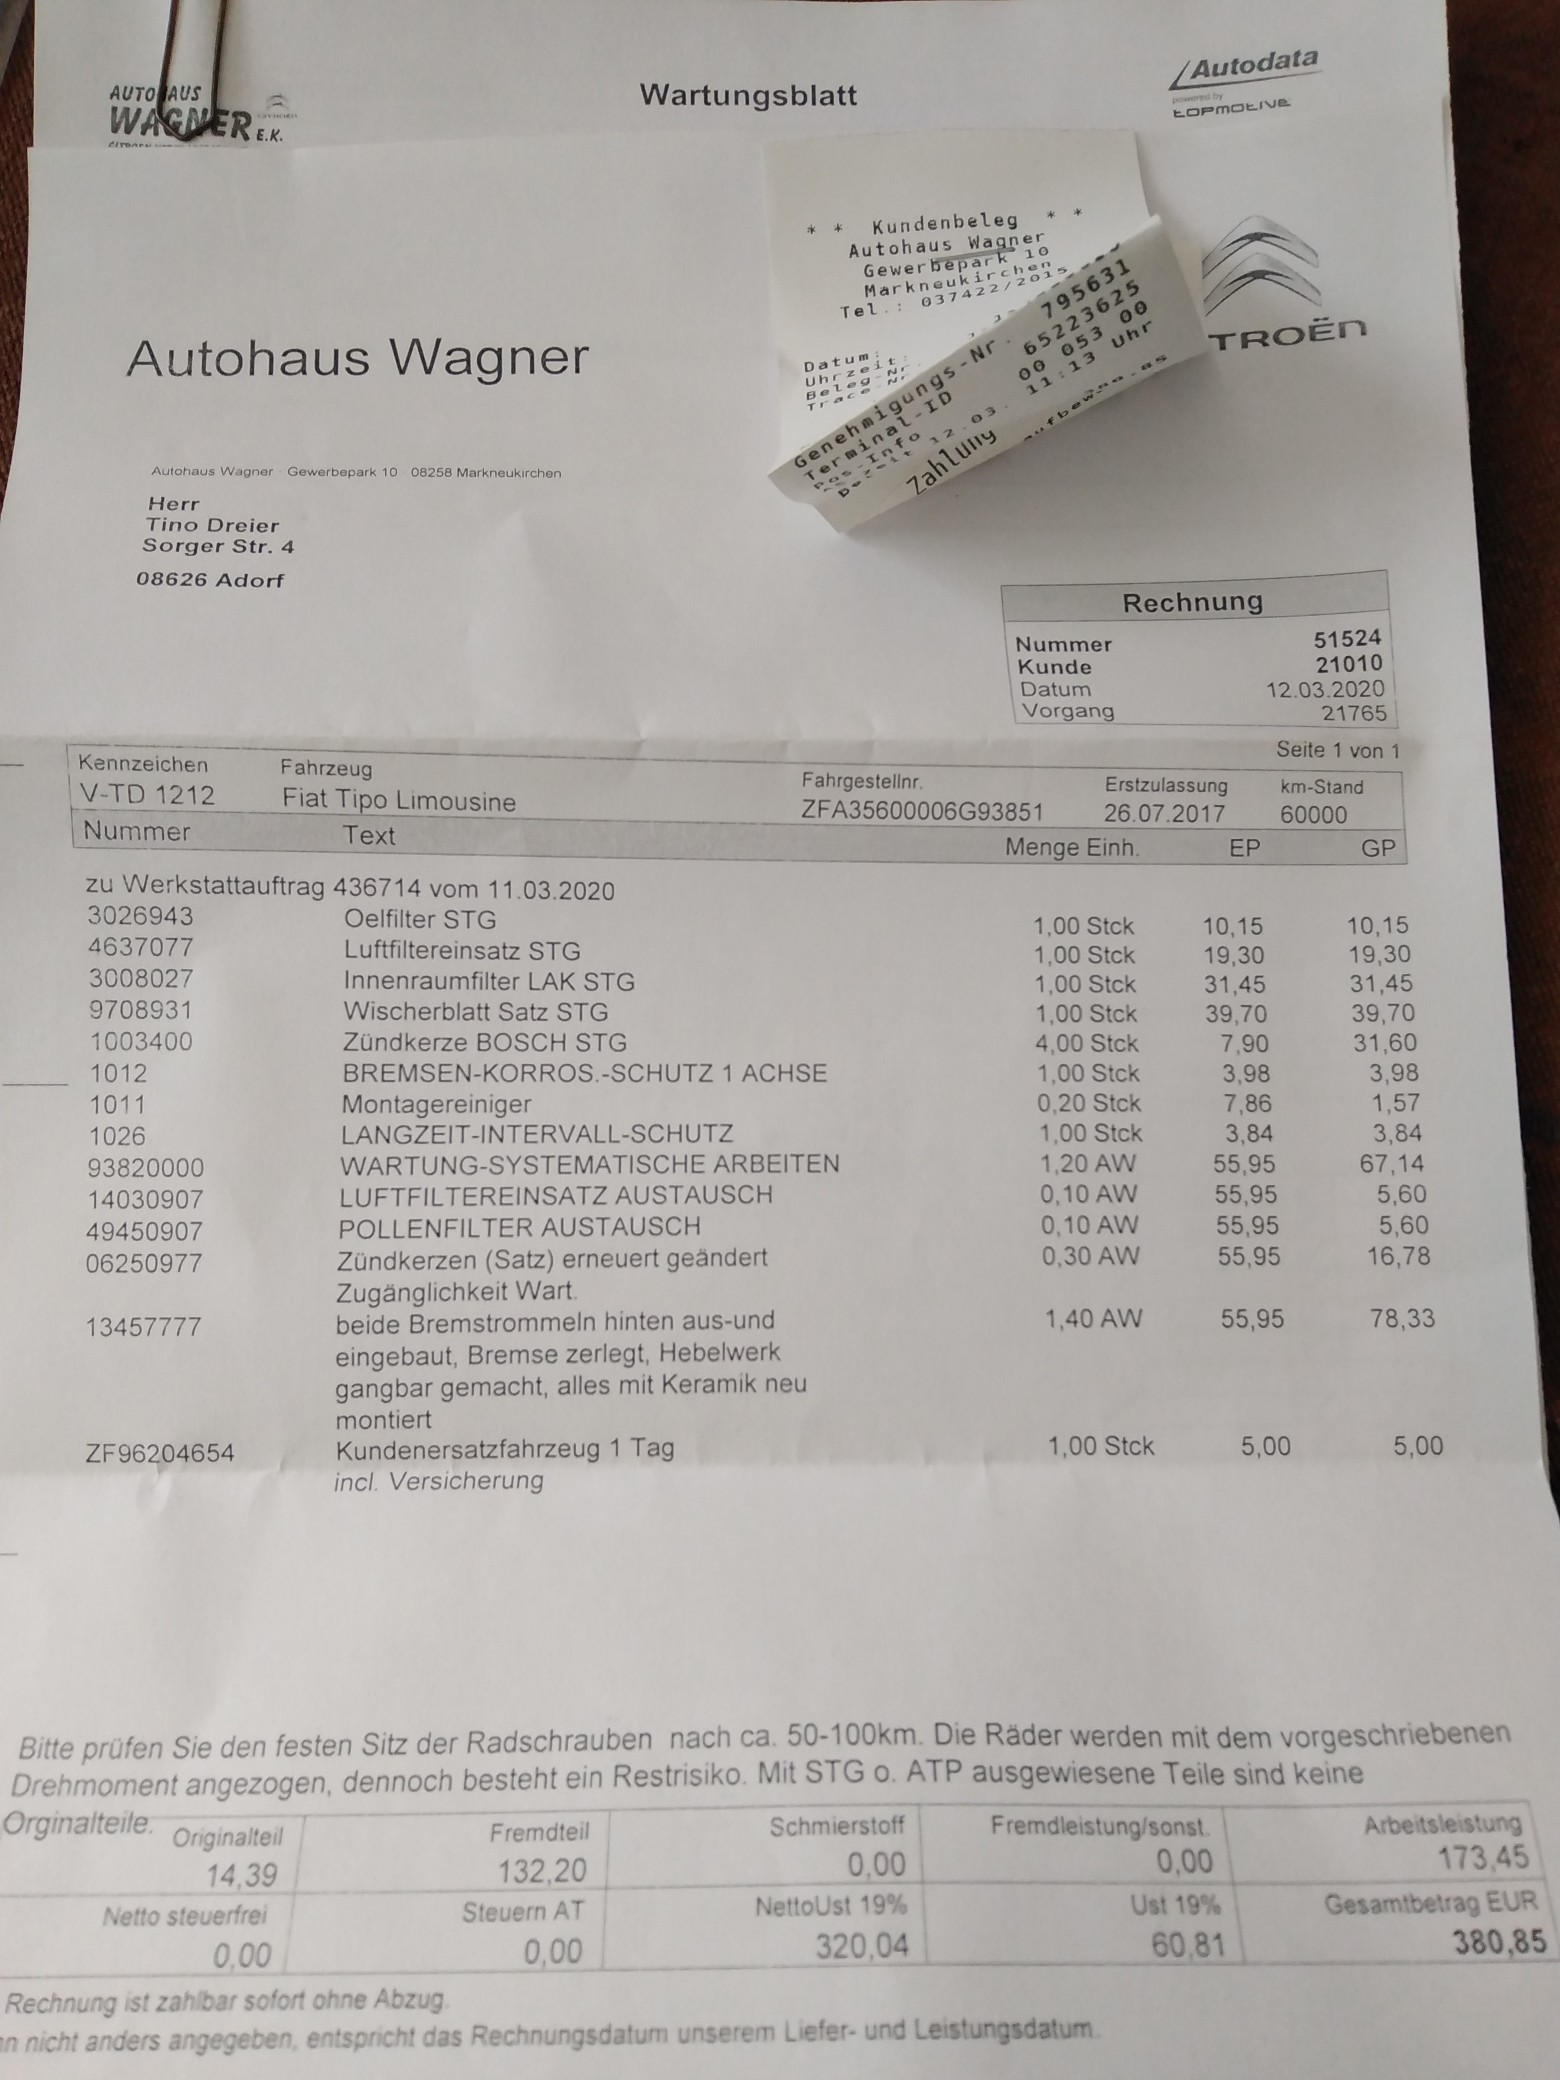 AUTOHAUS
WAGNER E.K.
Wartungsblatt
Autodata
powered by
topmotive
* * Kundenbeleg * *
Autohaus Wagner
Gewerbepark 10
Markneukirchen
Tel.: 037422/2015
Datum:
Uhrzeit:
Beleg-Nr.
Trace-Nr
Genehmigungs-Nr. 795631
Terminal-ID 65223625
Pos-Info 00 053 00
12.03. 11:13 Uhr
Zahlung
TROËN
Autohaus Wagner
Autohaus Wagner Gewerbepark 10 08258 Markneukirchen
Herr
Tino Dreier
Sorger Str. 4
08626 Adorf
Rechnung
Nummer 51524
Kunde 21010
Datum 12.03.2020
Vorgang 21765
Seite 1 von 1
Kennzeichen Fahrzeug Fahrgestellnr. Erstzulassung km-Stand
V-TD 1212 Fiat Tipo Limousine ZFA35600006G93851 26.07.2017 60000
Nummer Text Menge Einh. EP GP
zu Werkstattauftrag 436714 vom 11.03.2020
3026943 Oelfilter STG 1,00 Stck 10,15 10,15
4637077 Luftfiltereinsatz STG 1,00 Stck 19,30 19,30
3008027 Innenraumfilter LAK STG 1,00 Stck 31,45 31,45
9708931 Wischerblatt Satz STG 1,00 Stck 39,70 39,70
1003400 Zündkerze BOSCH STG 4,00 Stck 7,90 31,60
1012 BREMSEN-KORROS.-SCHUTZ 1 ACHSE 1,00 Stck 3,98 3,98
1011 Montagereiniger 0,20 Stck 7,86 1,57
1026 LANGZEIT-INTERVALL-SCHUTZ 1,00 Stck 3,84 3,84
93820000 WARTUNG-SYSTEMATISCHE ARBEITEN 1,20 AW 55,95 67,14
14030907 LUFTFILTEREINSATZ AUSTAUSCH 0,10 AW 55,95 5,60
49450907 POLLENFILTER AUSTAUSCH 0,10 AW 55,95 5,60
06250977 Zündkerzen (Satz) erneuert geändert 0,30 AW 55,95 16,78
Zugänglichkeit Wart.
13457777 beide Bremstrommeln hinten aus-und 1,40 AW 55,95 78,33
eingebaut, Bremse zerlegt, Hebelwerk
gangbar gemacht, alles mit Keramik neu
montiert
ZF96204654 Kundenersatzfahrzeug 1 Tag 1,00 Stck 5,00 5,00
incl. Versicherung
Bitte prüfen Sie den festen Sitz der Radschrauben nach ca. 50-100km. Die Räder werden mit dem vorgeschriebenen
Drehmoment angezogen, dennoch besteht ein Restrisiko. Mit STG o. ATP ausgewiesene Teile sind keine
Orginalteile.
Originalteil Fremdteil Schmierstoff Fremdleistung/sonst. Arbeitsleistung
14,39 132,20 0,00 0,00 173,45
Netto steuerfrei Steuern AT NettoUst 19% Ust 19% Gesamtbetrag EUR
0,00 0,00 320,04 60,81 380,85
Rechnung ist zahlbar sofort ohne Abzug.
nicht anders angegeben, entspricht das Rechnungsdatum unserem Liefer- und Leistungsdatum.